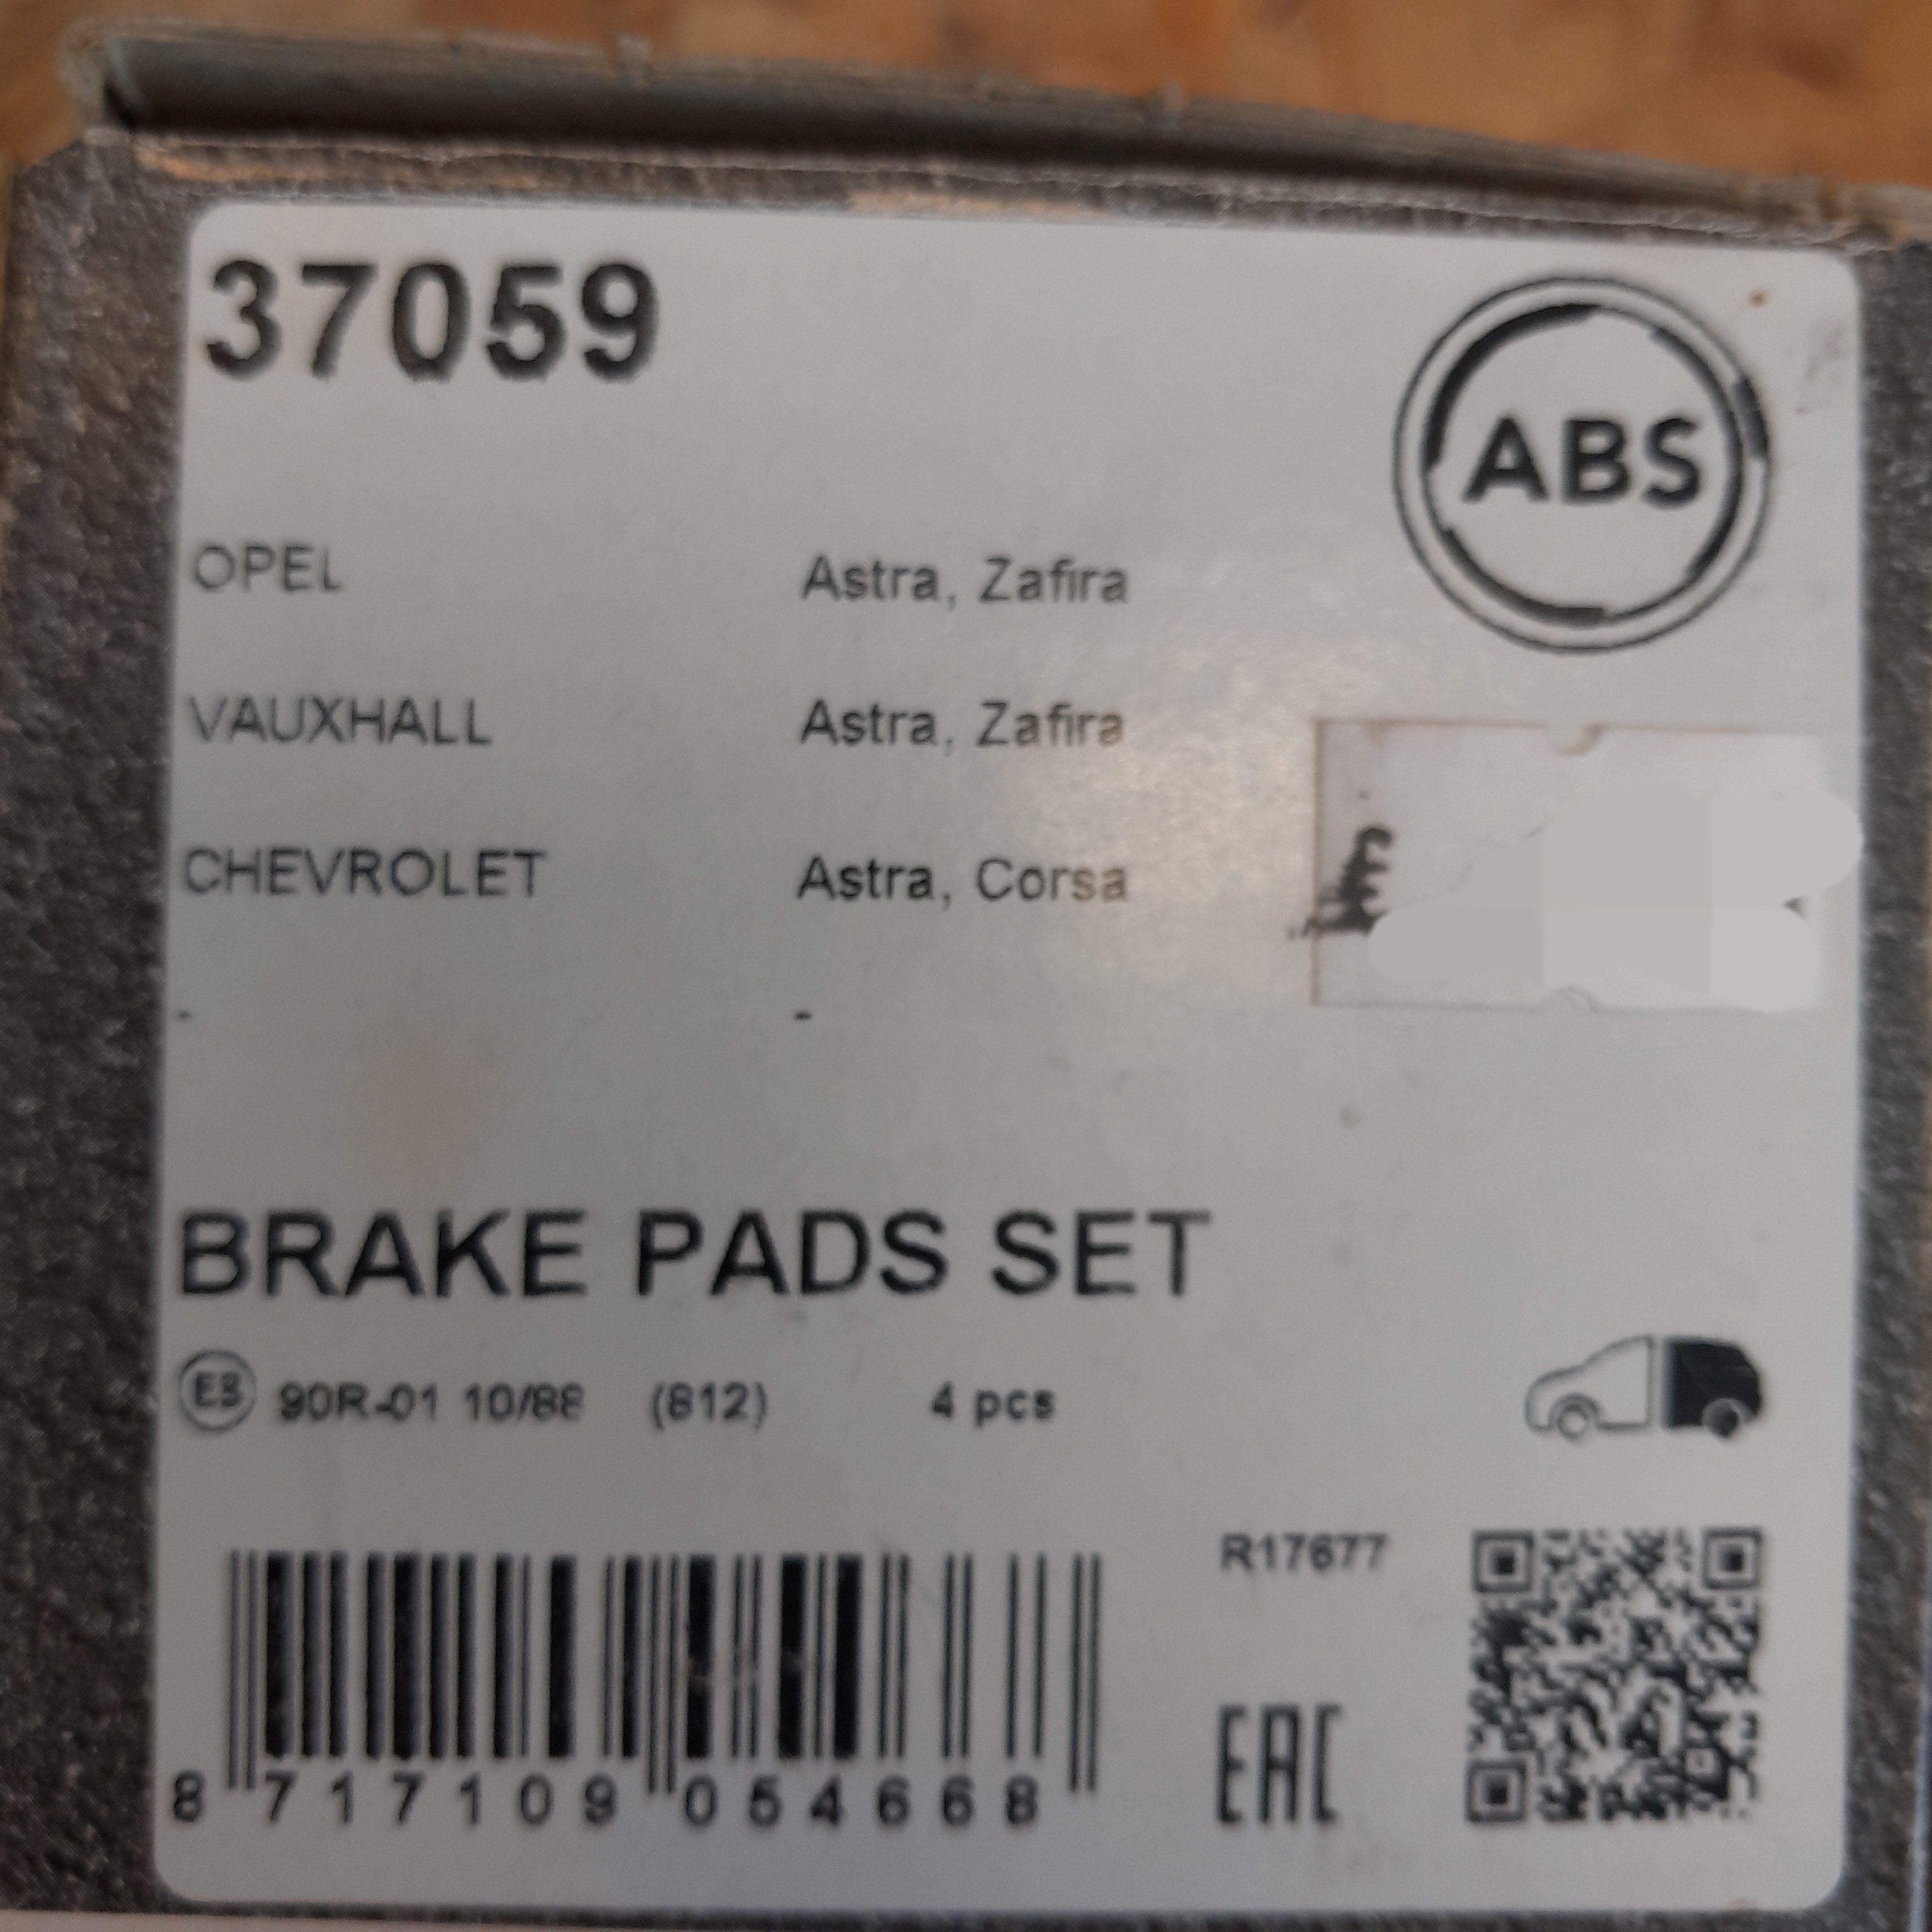 37059
ABS
OPEL Astra, Zafira
VAUXHALL Astra, Zafira
CHEVROLET Astra, Corsa
- -
BRAKE PADS SET
E3 90R-01 10/88 (812) 4 pcs
R17677
8 717109 054668
EAC